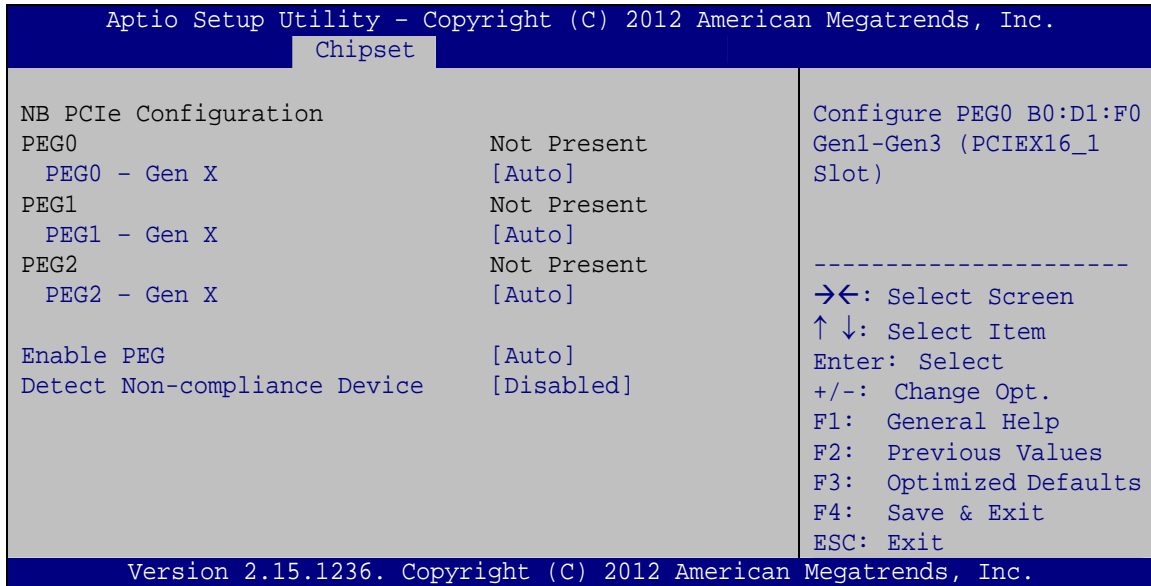 Aptio Setup Utility – Copyright (C) 2012 American Megatrends, Inc.
Chipset
NB PCIe Configuration
PEG0 Not Present
PEG0 – Gen X [Auto]
PEG1 Not Present
PEG1 – Gen X [Auto]
PEG2 Not Present
PEG2 – Gen X [Auto]
Enable PEG [Auto]
Detect Non-compliance Device [Disabled]
Configure PEG0 B0:D1:F0
Gen1-Gen3 (PCIEX16_1
Slot)
----------------------
→←: Select Screen
↑ ↓: Select Item
Enter: Select
+/-: Change Opt.
F1: General Help
F2: Previous Values
F3: Optimized Defaults
F4: Save & Exit
ESC: Exit
Version 2.15.1236. Copyright (C) 2012 American Megatrends, Inc.